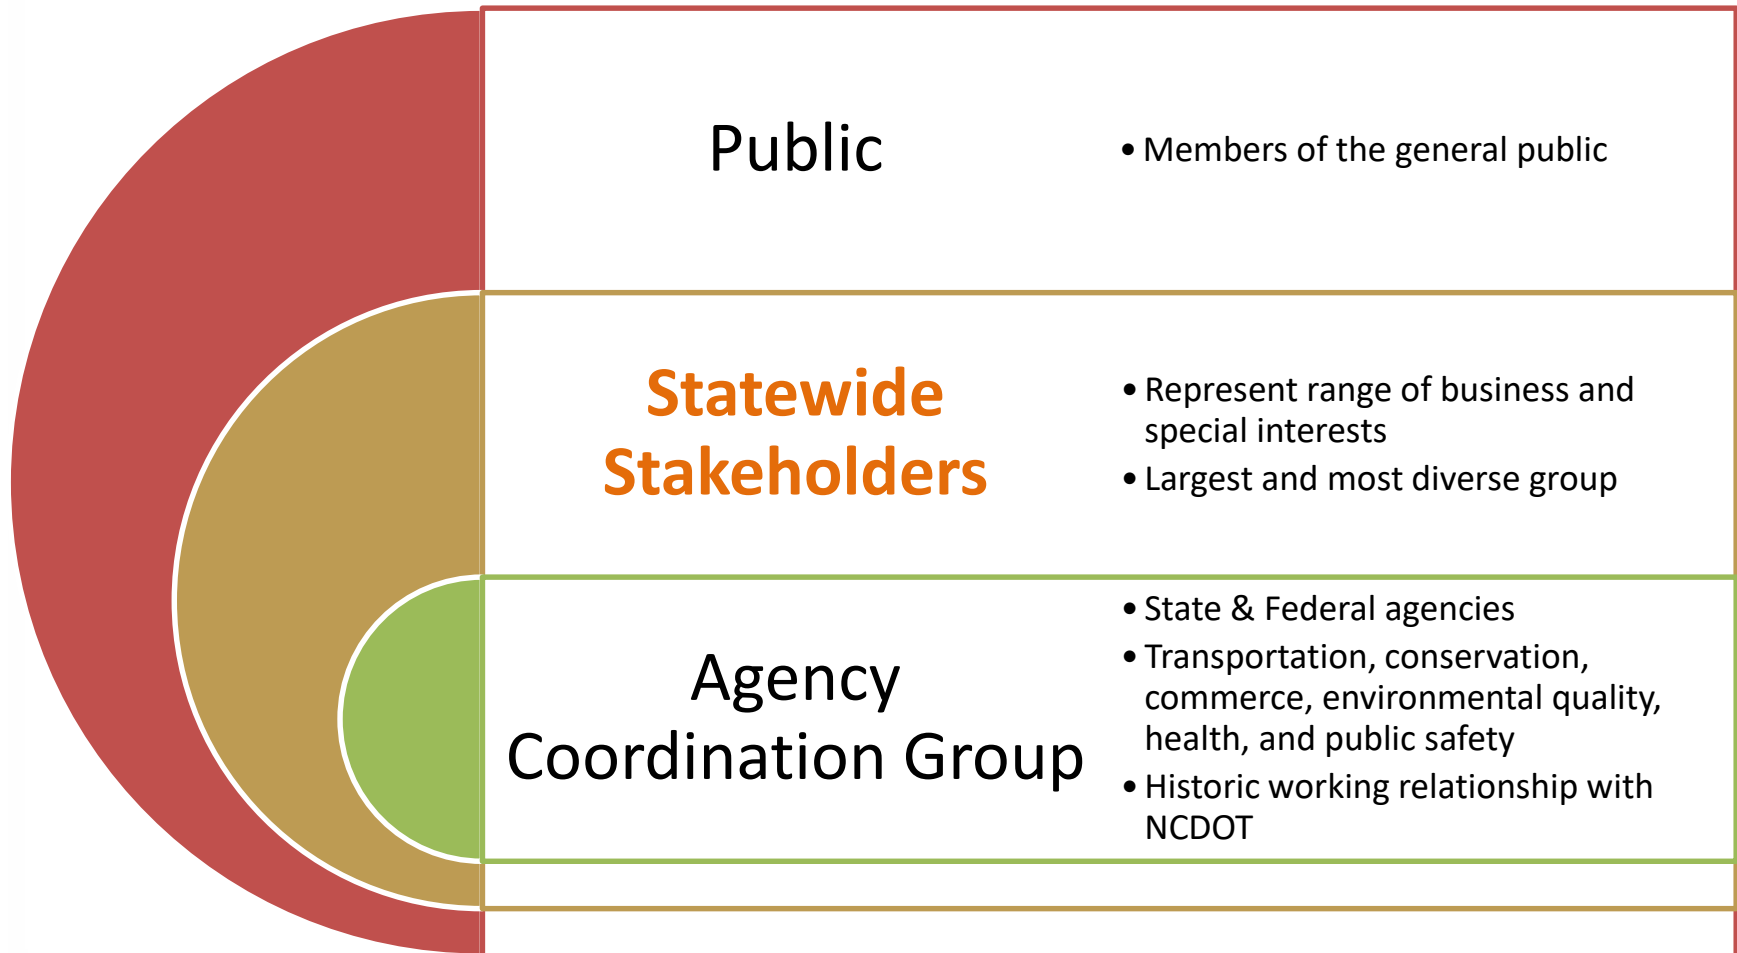 Public
• Members of the general public
Statewide
Stakeholders
• Represent range of business and
special interests
• Largest and most diverse group
Agency
Coordination Group
• State & Federal agencies
• Transportation, conservation,
commerce, environmental quality,
health, and public safety
• Historic working relationship with
NCDOT